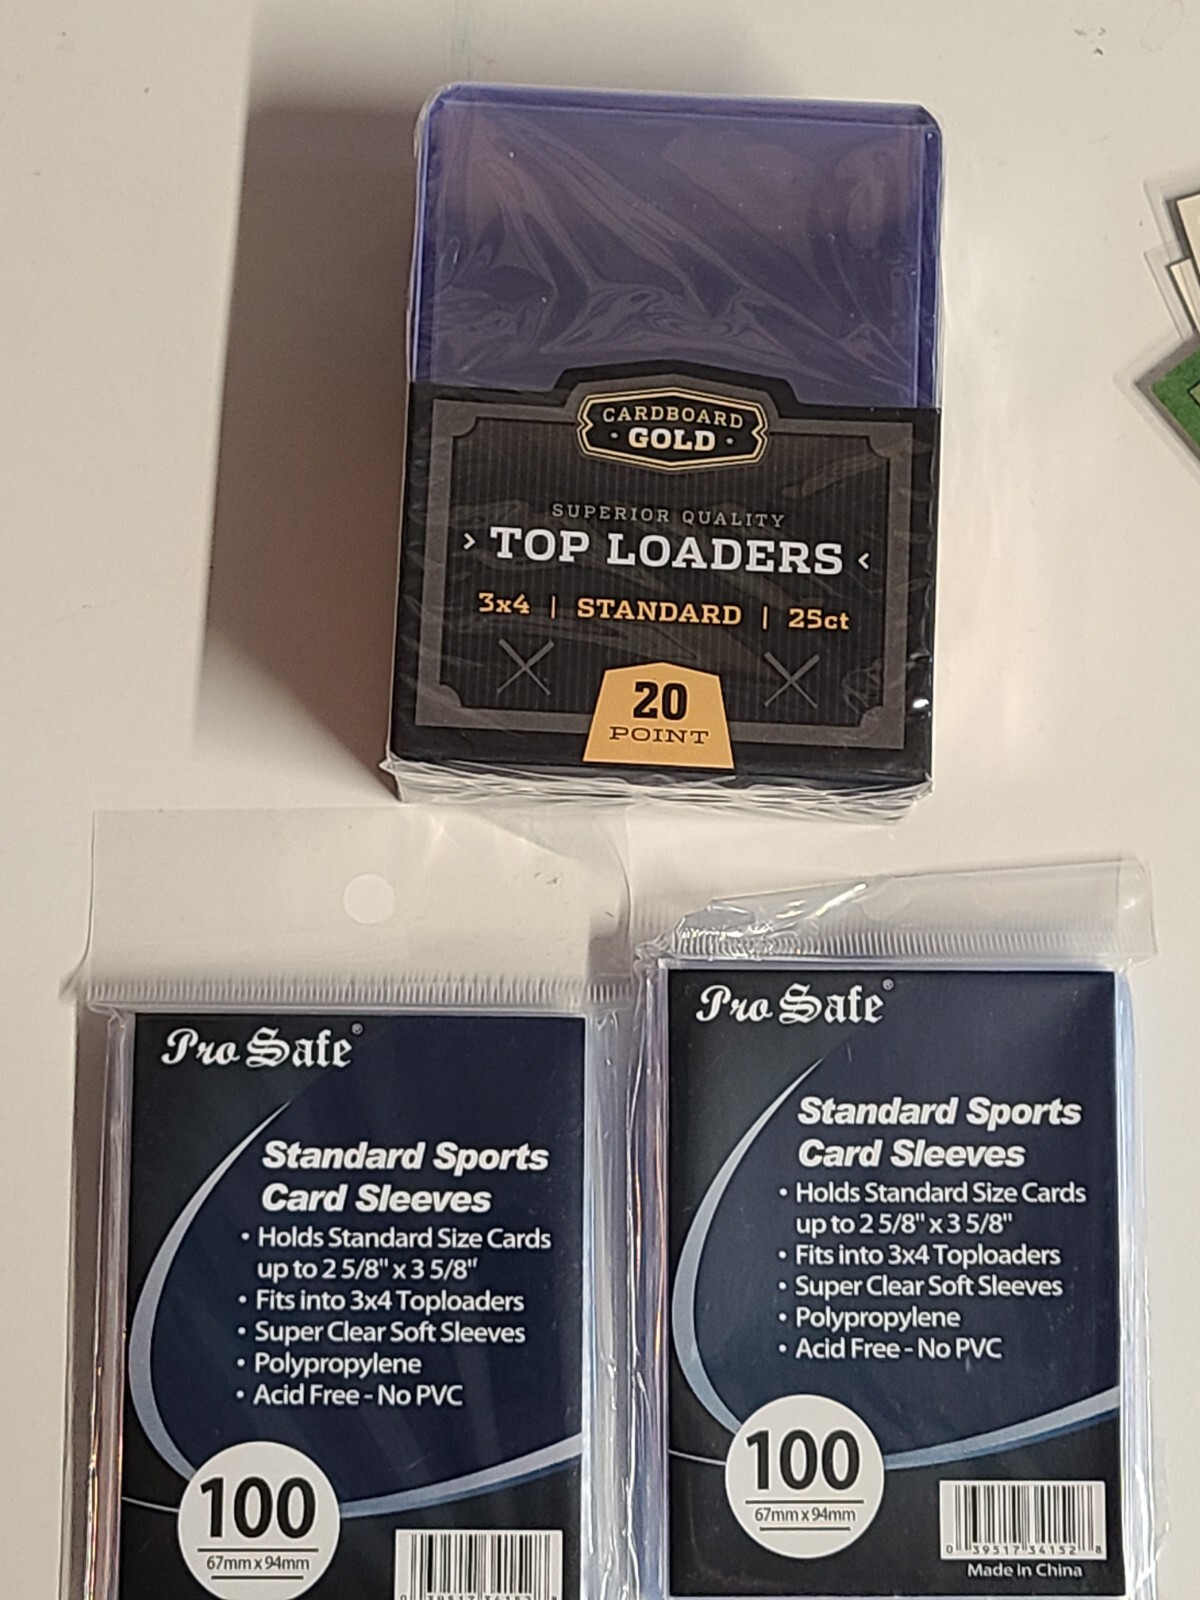 CARDBOARD
GOLD
SUPERIOR QUALITY
TOP LOADERS
3x4 | STANDARD | 25ct
20
POINT
Pro Safe®
Standard Sports
Card Sleeves
• Holds Standard Size Cards
up to 2 5/8" x 3 5/8"
• Fits into 3x4 Toploaders
• Super Clear Soft Sleeves
• Polypropylene
• Acid Free - No PVC
100
67mm x 94mm
Pro Safe®
Standard Sports
Card Sleeves
• Holds Standard Size Cards
up to 2 5/8" x 3 5/8"
• Fits into 3x4 Toploaders
• Super Clear Soft Sleeves
• Polypropylene
• Acid Free - No PVC
100
67mm x 94mm
0 39517 34152 8
Made in China